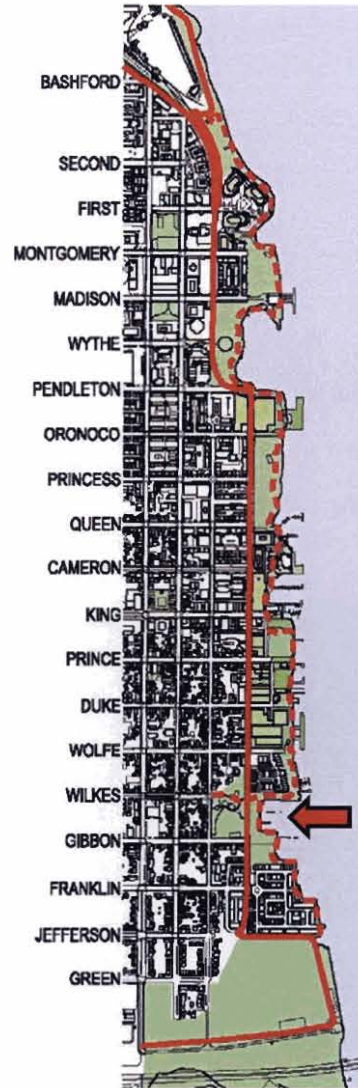 BASHFORD
SECOND
FIRST
MONTGOMERY
MADISON
WYTHE
PENDLETON
ORONOCO
PRINCESS
QUEEN
CAMERON
KING
PRINCE
DUKE
WOLFE
WILKES
GIBBON
FRANKLIN
JEFFERSON
GREEN